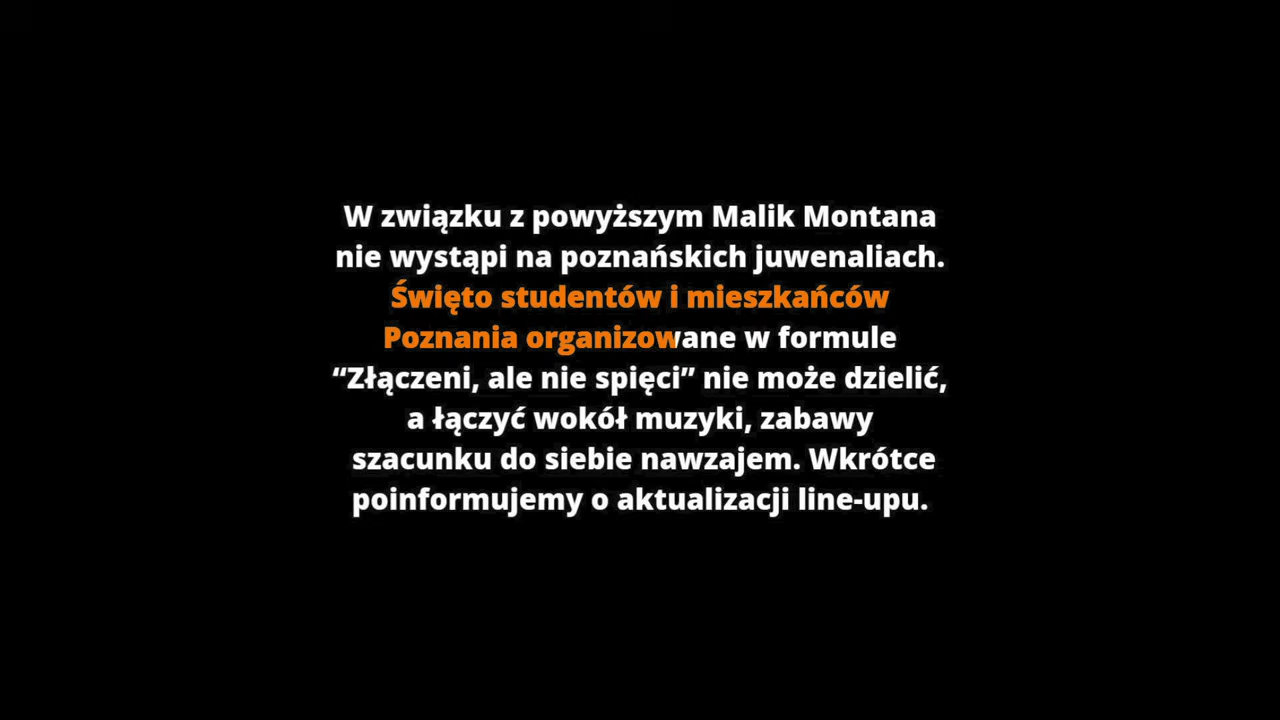 W związku z powyższym Malik Montana
nie wystąpi na poznańskich juwenaliach.
Święto studentów i mieszkańców
Poznania organizowane w formule
“Złączeni, ale nie spięci” nie może dzielić,
a łączyć wokół muzyki, zabawy
szacunku do siebie nawzajem. Wkrótce
poinformujemy o aktualizacji line-upu.